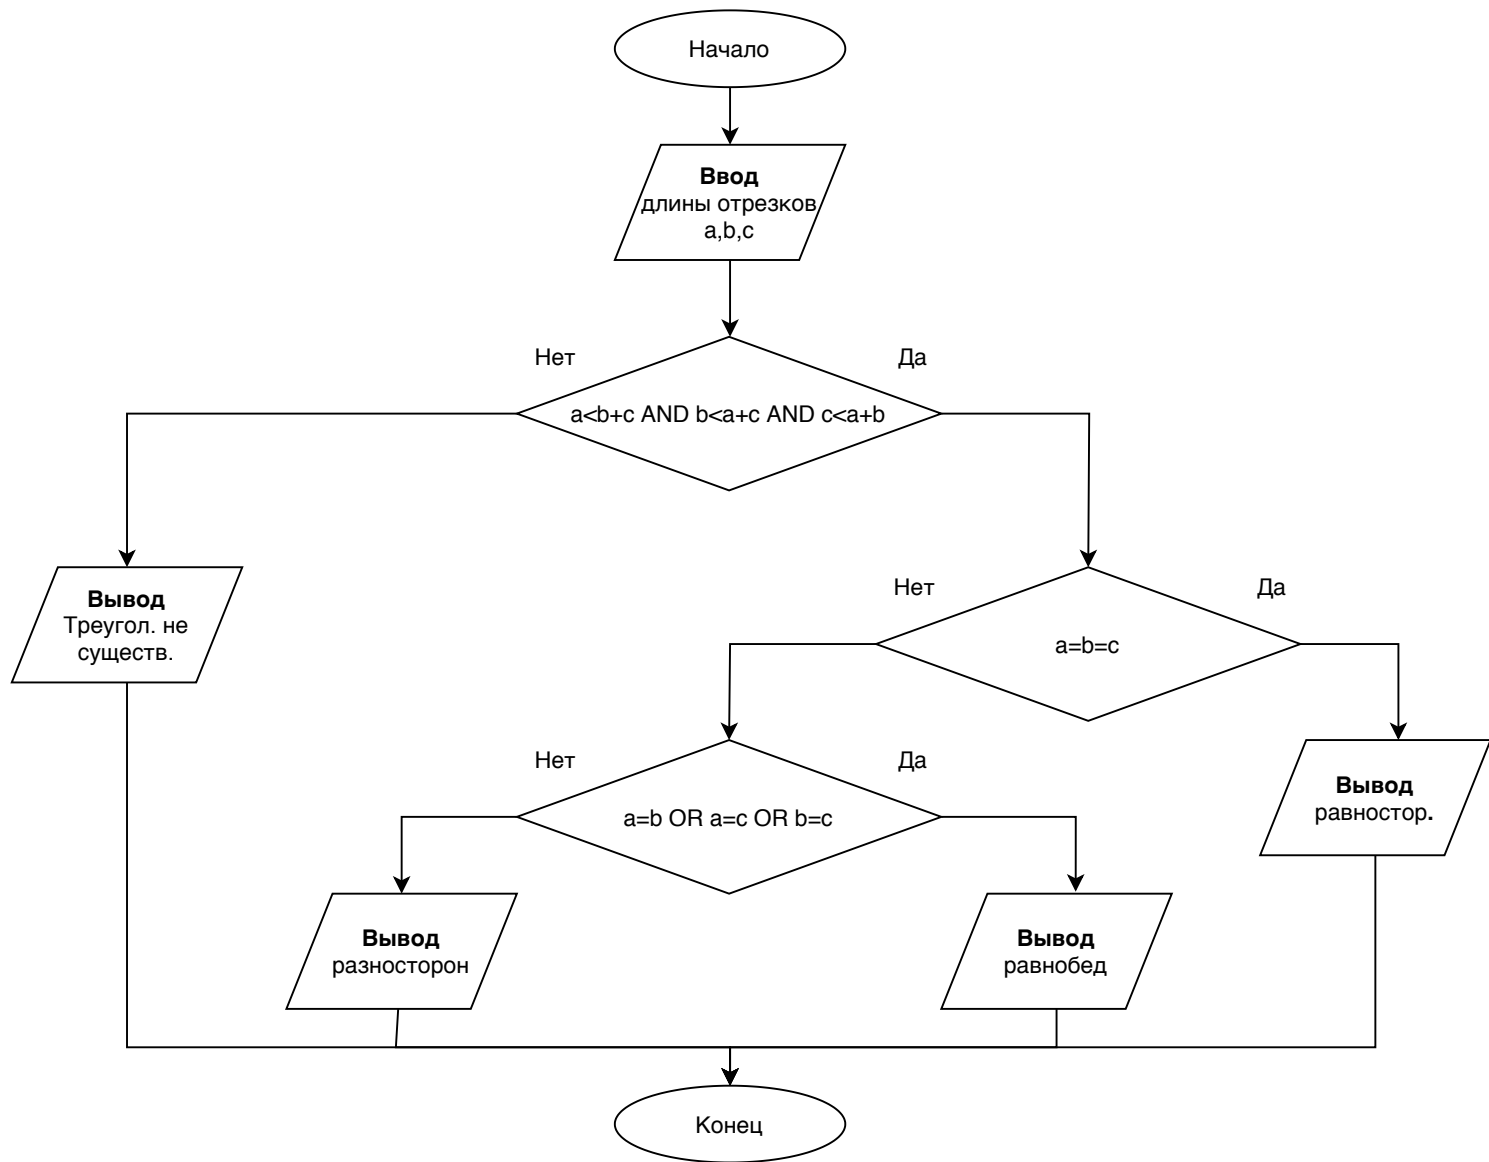 Начало
Ввод
длины отрезков
a,b,c
Нет
Да
a<b+c AND b<a+c AND c<a+b
Вывод
Треугол. не
существ.
Нет
Да
a=b=c
Нет
Да
a=b OR a=c OR b=c
Вывод
равностор.
Вывод
разносторон
Вывод
равнобед
Конец